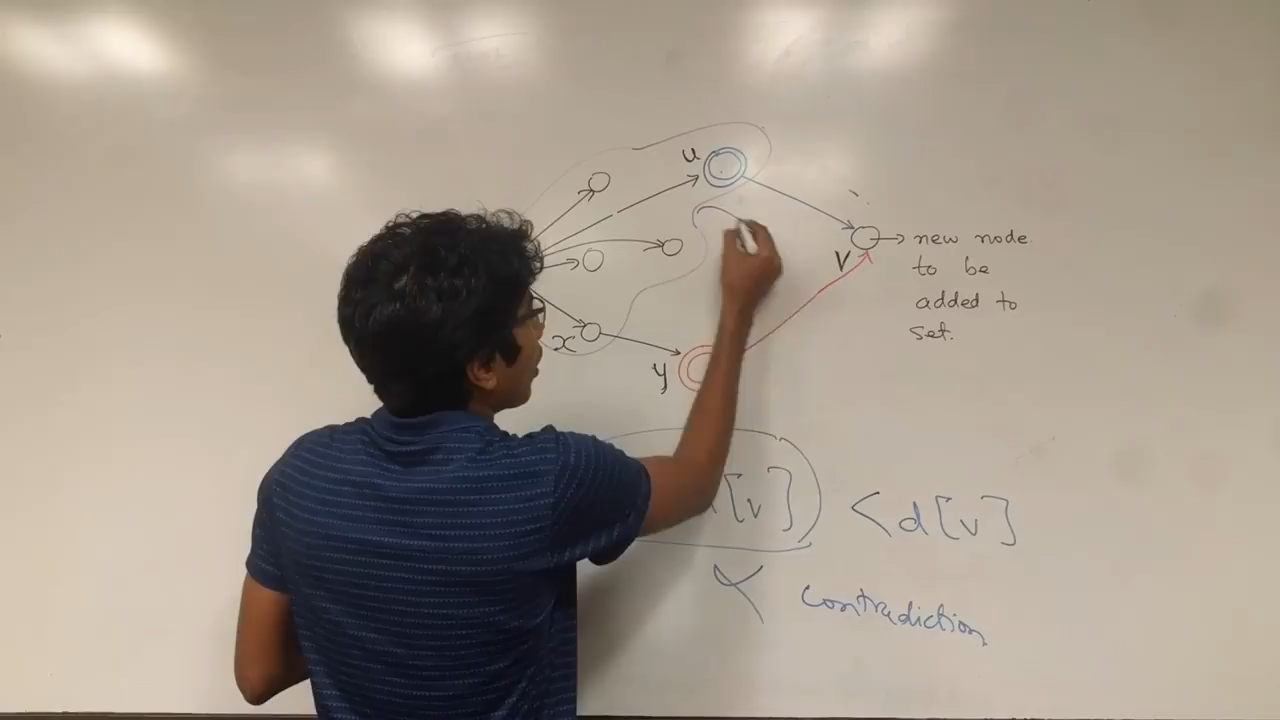 u
V
new node
to be
added to
set.
x
y
[v] < d[v]
contradiction